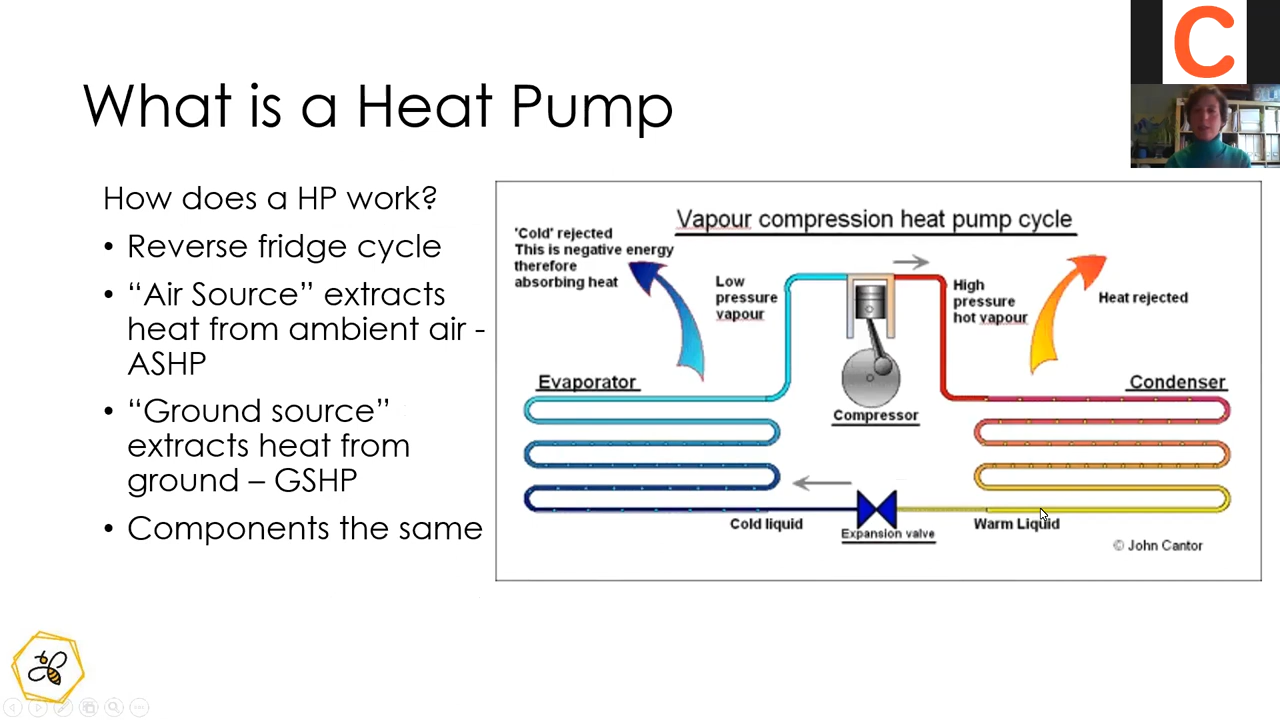 C
What is a Heat Pump
How does a HP work?
• Reverse fridge cycle
• “Air Source” extracts
heat from ambient air -
ASHP
• “Ground source”
extracts heat from
ground – GSHP
• Components the same
Vapour compression heat pump cycle
'Cold' rejected
This is negative energy
therefore
absorbing heat
Low
pressure
vapour
High
pressure
hot vapour
Heat rejected
Evaporator
Compressor
Condenser
Cold liquid
Expansion valve
Warm Liquid
© John Cantor